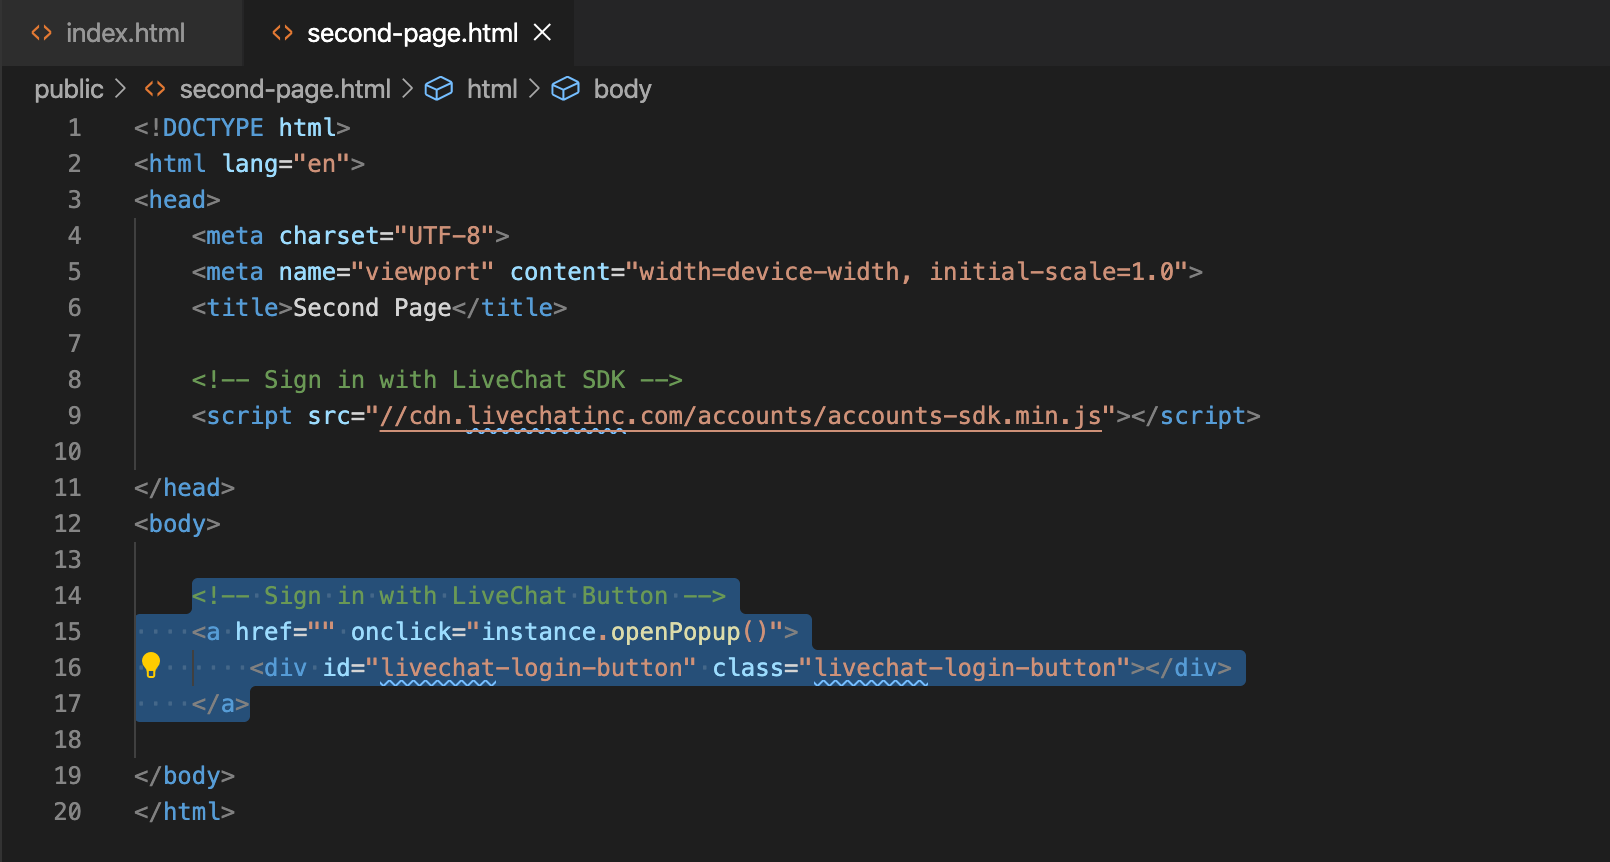 index.html
second-page.html
public > second-page.html > html > body
1 <!DOCTYPE html>
2 <html lang="en">
3 <head>
4 <meta charset="UTF-8">
5 <meta name="viewport" content="width=device-width, initial-scale=1.0">
6 <title>Second Page</title>
7
8 <!-- Sign in with LiveChat SDK -->
9 <script src="//cdn.livechatinc.com/accounts/accounts-sdk.min.js"></script>
10
11 </head>
12 <body>
13
14 <!-- Sign in with LiveChat Button -->
15 <a href="" onclick="instance.openPopup()">
16 <div id="livechat-login-button" class="livechat-login-button"></div>
17 </a>
18
19 </body>
20 </html>